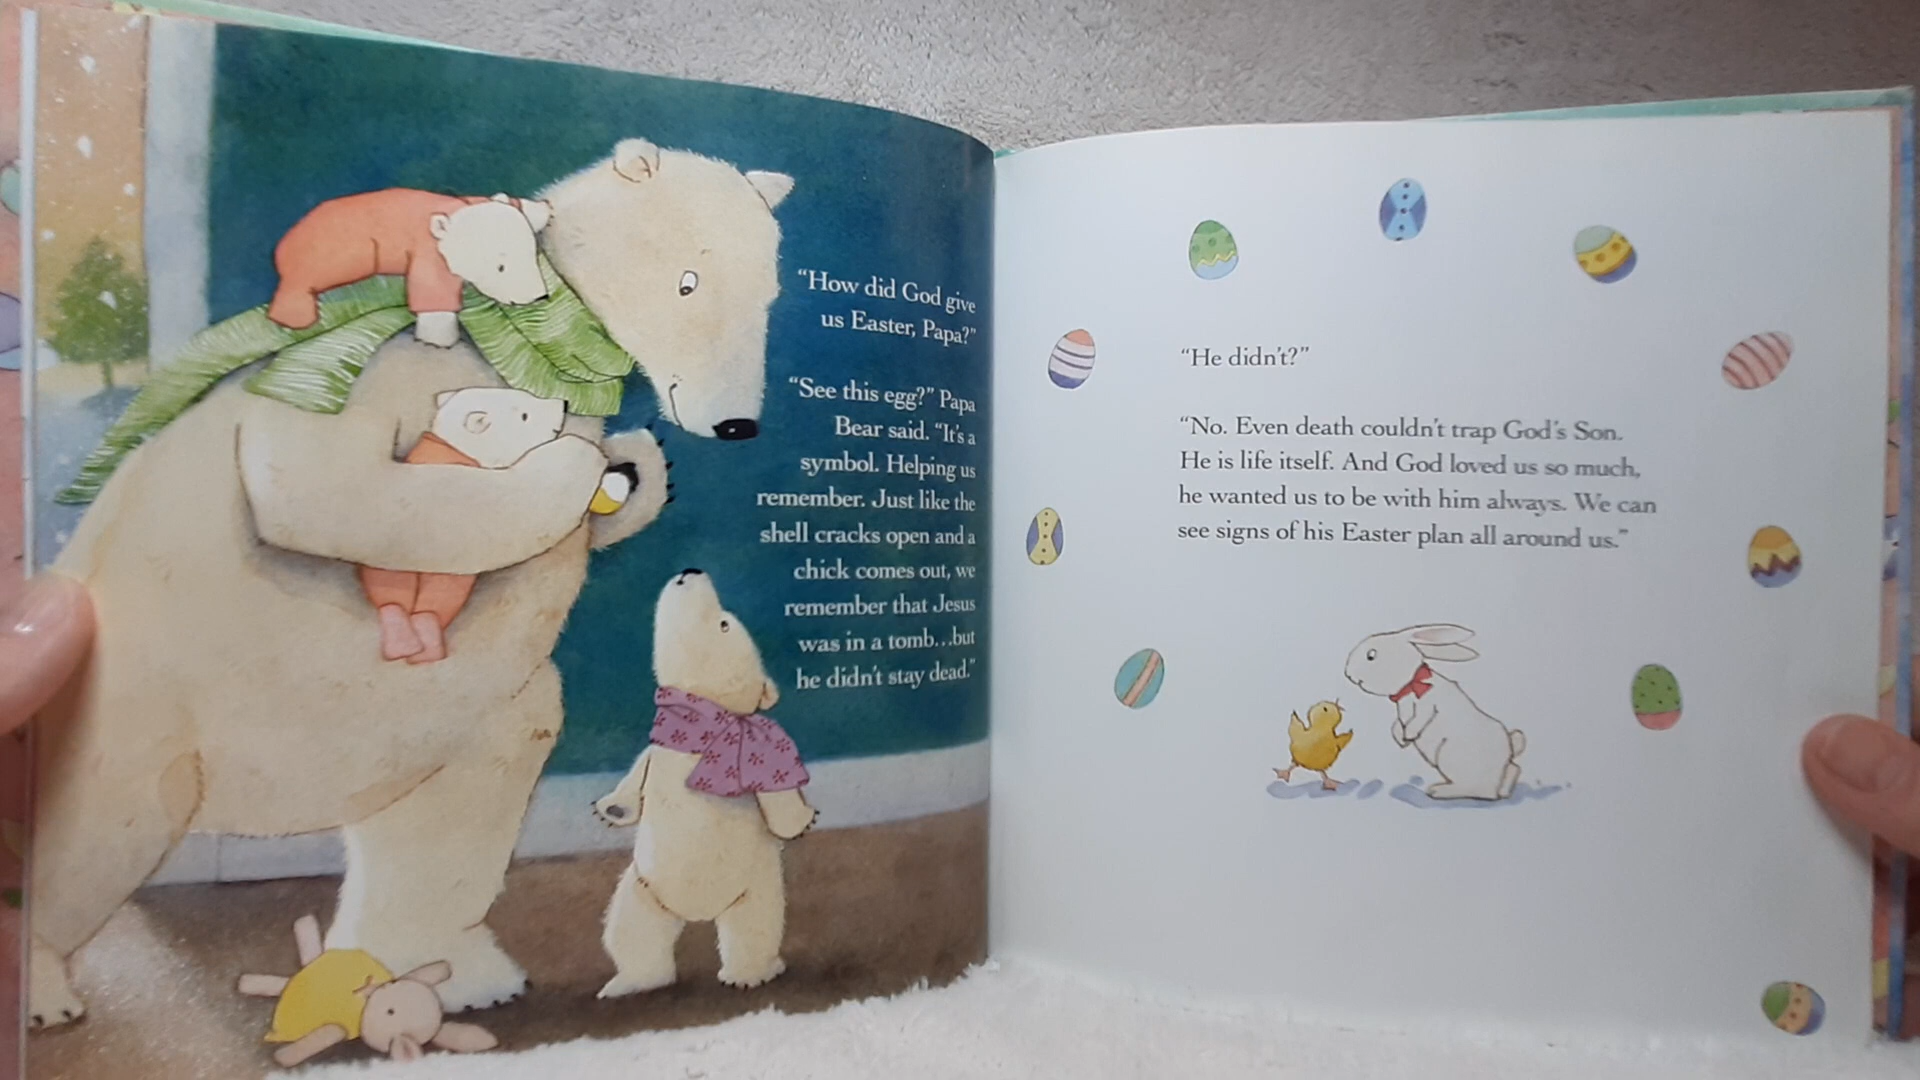 “How did God give
us Easter, Papa?”
“See this egg?” Papa
Bear said. “It’s a
symbol. Helping us
remember. Just like the
shell cracks open and a
chick comes out, we
remember that Jesus
was in a tomb…but
he didn’t stay dead.”
“He didn’t?”
“No. Even death couldn’t trap God’s Son.
He is life itself. And God loved us so much,
he wanted us to be with him always. We can
see signs of his Easter plan all around us.”